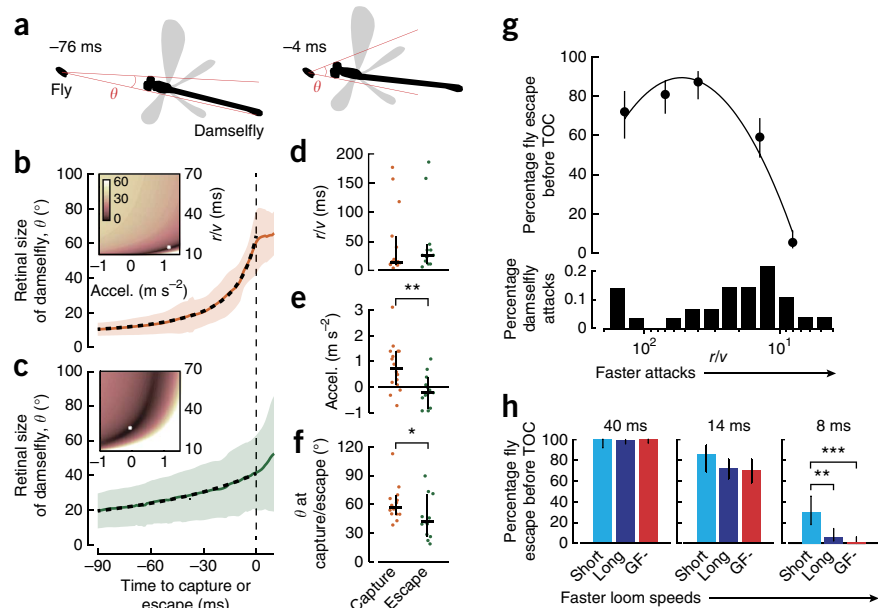 a
−76 ms
θ
Fly
Damselfly
−4 ms
θ
b
Retinal size
of damselfly, θ (°)
100
80
60
40
20
0
60
30
0
70
40
10
r/v (ms)
−1 0 1
Accel. (m s⁻²)
c
Retinal size
of damselfly, θ (°)
100
80
60
40
20
0
70
40
10
−1 0 1
−90 −60 −30 0
Time to capture or
escape (ms)
d
r/v (ms)
200
150
100
50
0
e
Accel. (m s⁻²)
3
2
1
0
−1
**
f
θ at
capture/escape (°)
120
90
60
30
0
*
Capture
Escape
g
Percentage fly escape
before TOC
100
80
60
40
20
0
Percentage
damselfly
attacks
0.2
0.1
0
10² 10¹
r/v
Faster attacks
h
Percentage fly
escape before TOC
100
80
60
40
20
0
40 ms 14 ms 8 ms
***
**
Short Long GF- Short Long GF- Short Long GF-
Faster loom speeds